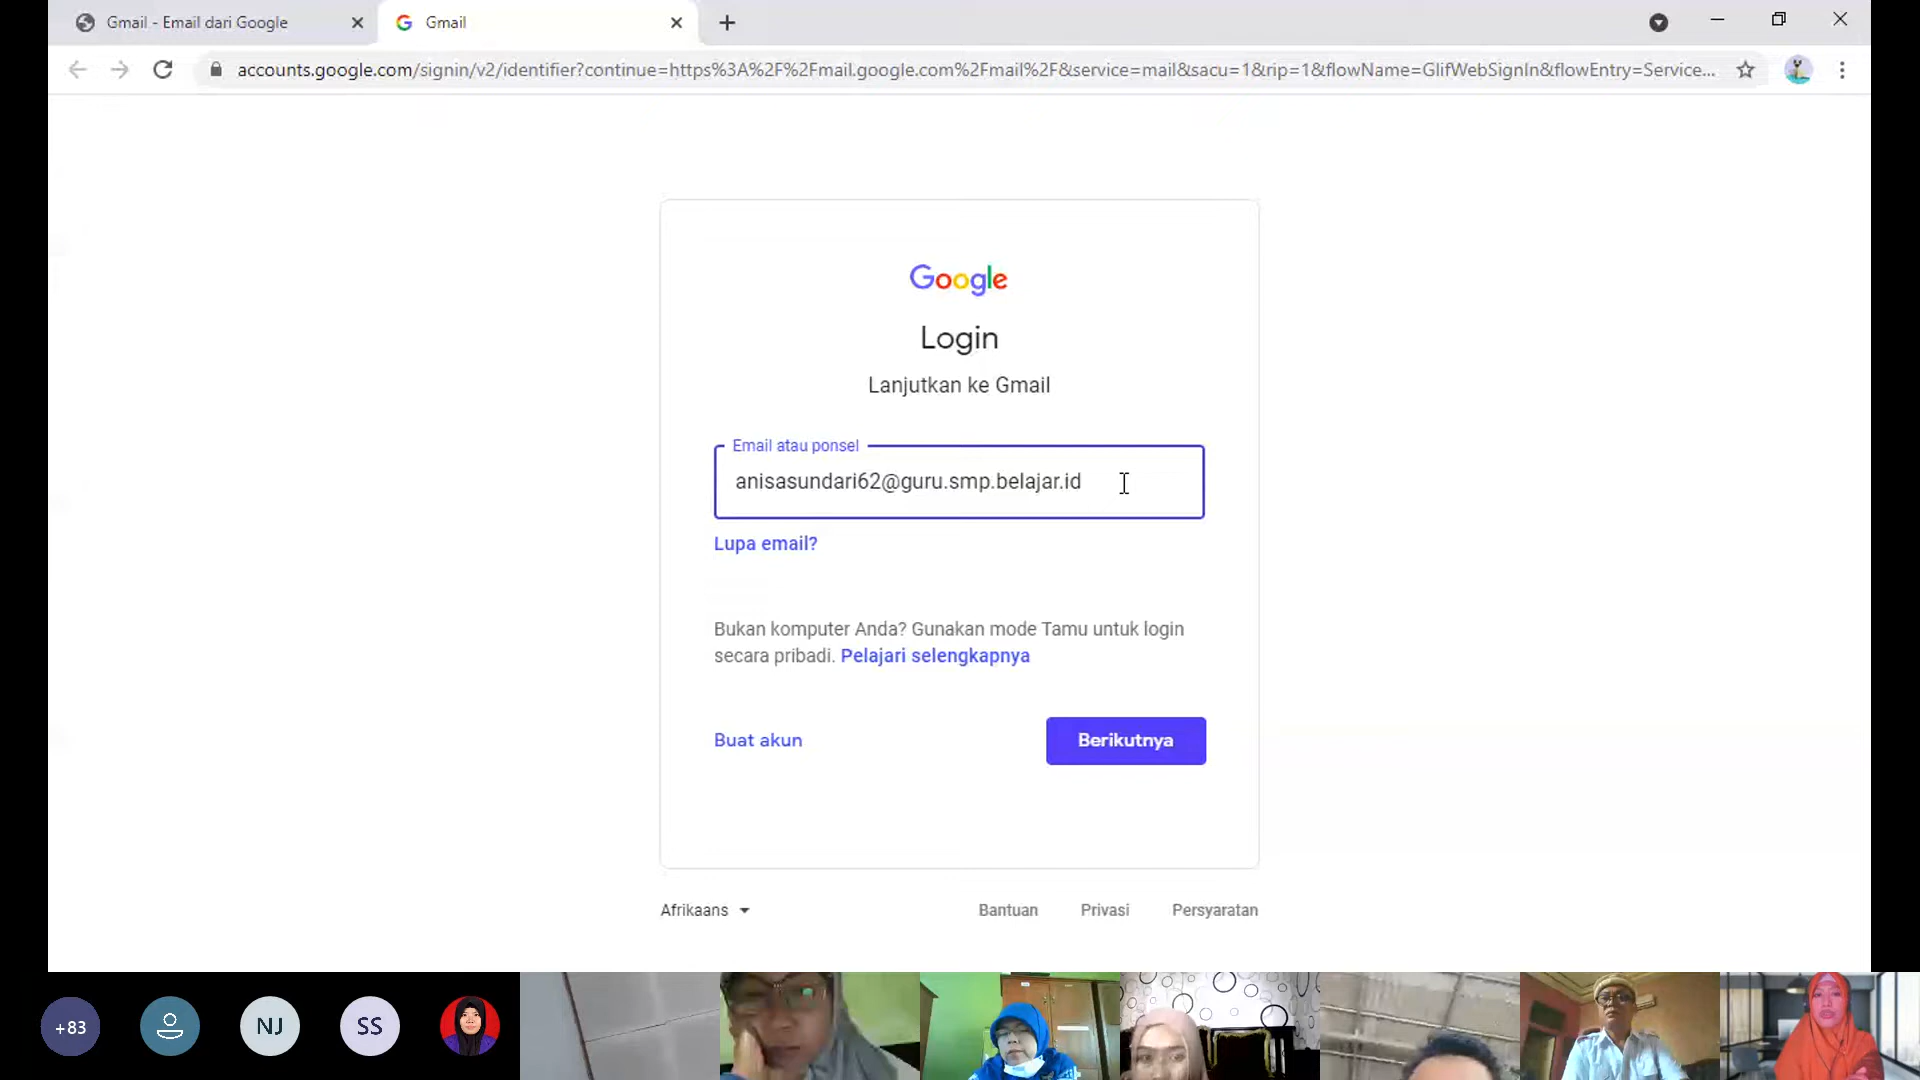 Gmail - Email dari Google
Gmail
accounts.google.com/signin/v2/identifier?continue=https%3A%2F%2Fmail.google.com%2Fmail%2F&service=mail&sacu=1&rip=1&flowName=GlifWebSignIn&flowEntry=Service...
Google
Login
Lanjutkan ke Gmail
Email atau ponsel
anisasundari62@guru.smp.belajar.id
Lupa email?
Bukan komputer Anda? Gunakan mode Tamu untuk login
secara pribadi. Pelajari selengkapnya
Buat akun
Berikutnya
Afrikaans
Bantuan
Privasi
Persyaratan
+83
NJ
SS